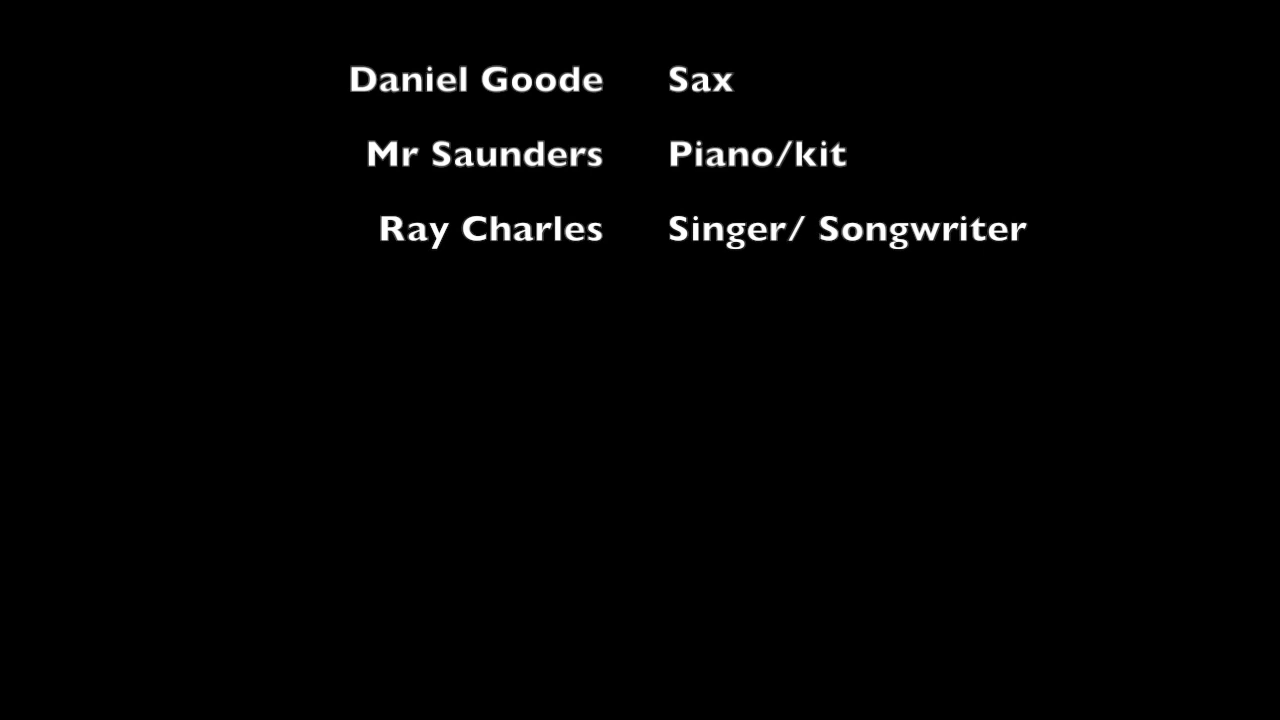 Daniel Goode Sax
Mr Saunders Piano/kit
Ray Charles Singer/ Songwriter